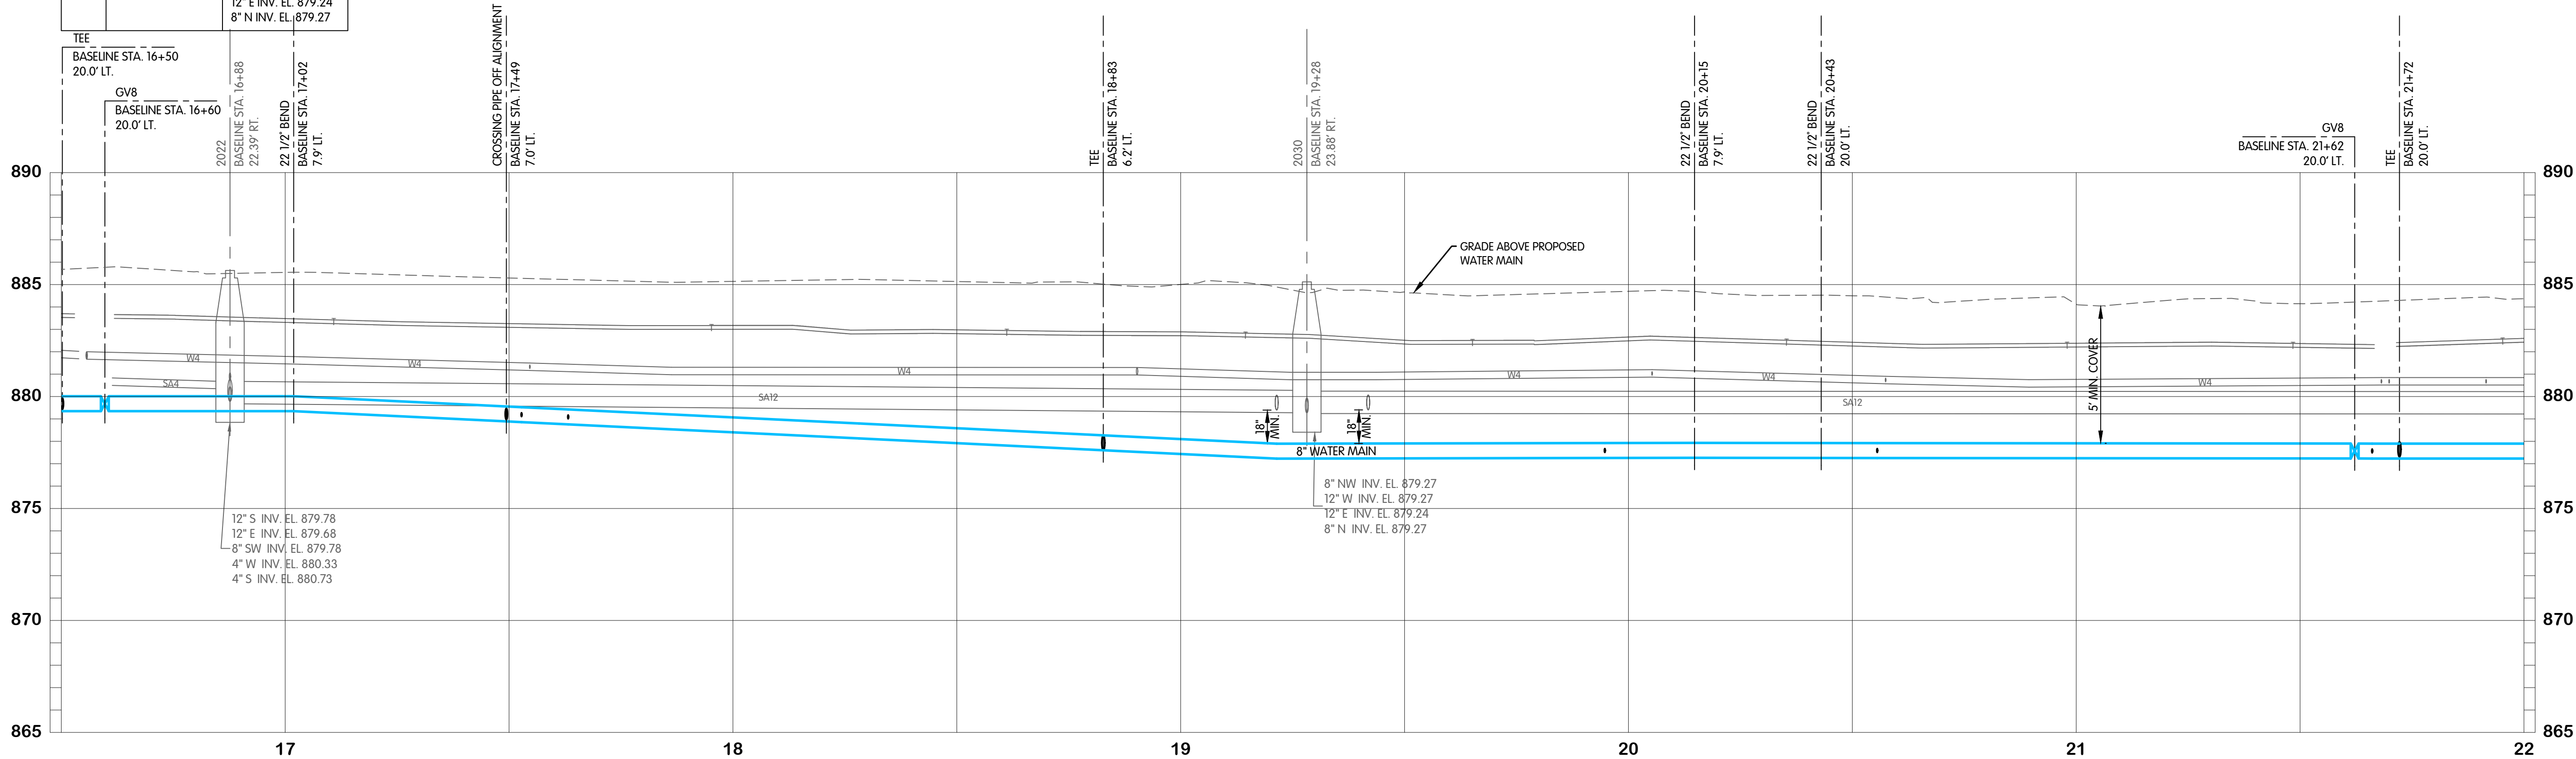 12" E INV. EL. 879.24
8" N INV. EL. 879.27
TEE
BASELINE STA. 16+50
20.0' LT.
GV8
BASELINE STA. 16+60
20.0' LT.
2022
BASELINE STA. 16+88
22.39' RT.
22 1/2° BEND
BASELINE STA. 17+02
7.9' LT.
CROSSING PIPE OFF ALIGNMENT
BASELINE STA. 17+49
7.0' LT.
TEE
BASELINE STA. 18+83
6.2' LT.
2030
BASELINE STA. 19+28
23.88' RT.
22 1/2° BEND
BASELINE STA. 20+15
7.9' LT.
22 1/2° BEND
BASELINE STA. 20+43
20.0' LT.
GV8
BASELINE STA. 21+62
20.0' LT.
TEE
BASELINE STA. 21+72
20.0' LT.
890
890
GRADE ABOVE PROPOSED
WATER MAIN
885
885
T
T
T
T
T
T
T
T
T
W4
W4
W4
W4
W4
W4
SA4
SA12
SA12
880
880
18"
MIN.
18"
MIN.
5' MIN. COVER
8" WATER MAIN
875
875
8" NW INV. EL. 879.27
12" W INV. EL. 879.27
12" E INV. EL. 879.24
8" N INV. EL. 879.27
12" S INV. EL. 879.78
12" E INV. EL. 879.68
8" SW INV. EL. 879.78
4" W INV. EL. 880.33
4" S INV. EL. 880.73
870
870
865
865
17
18
19
20
21
22